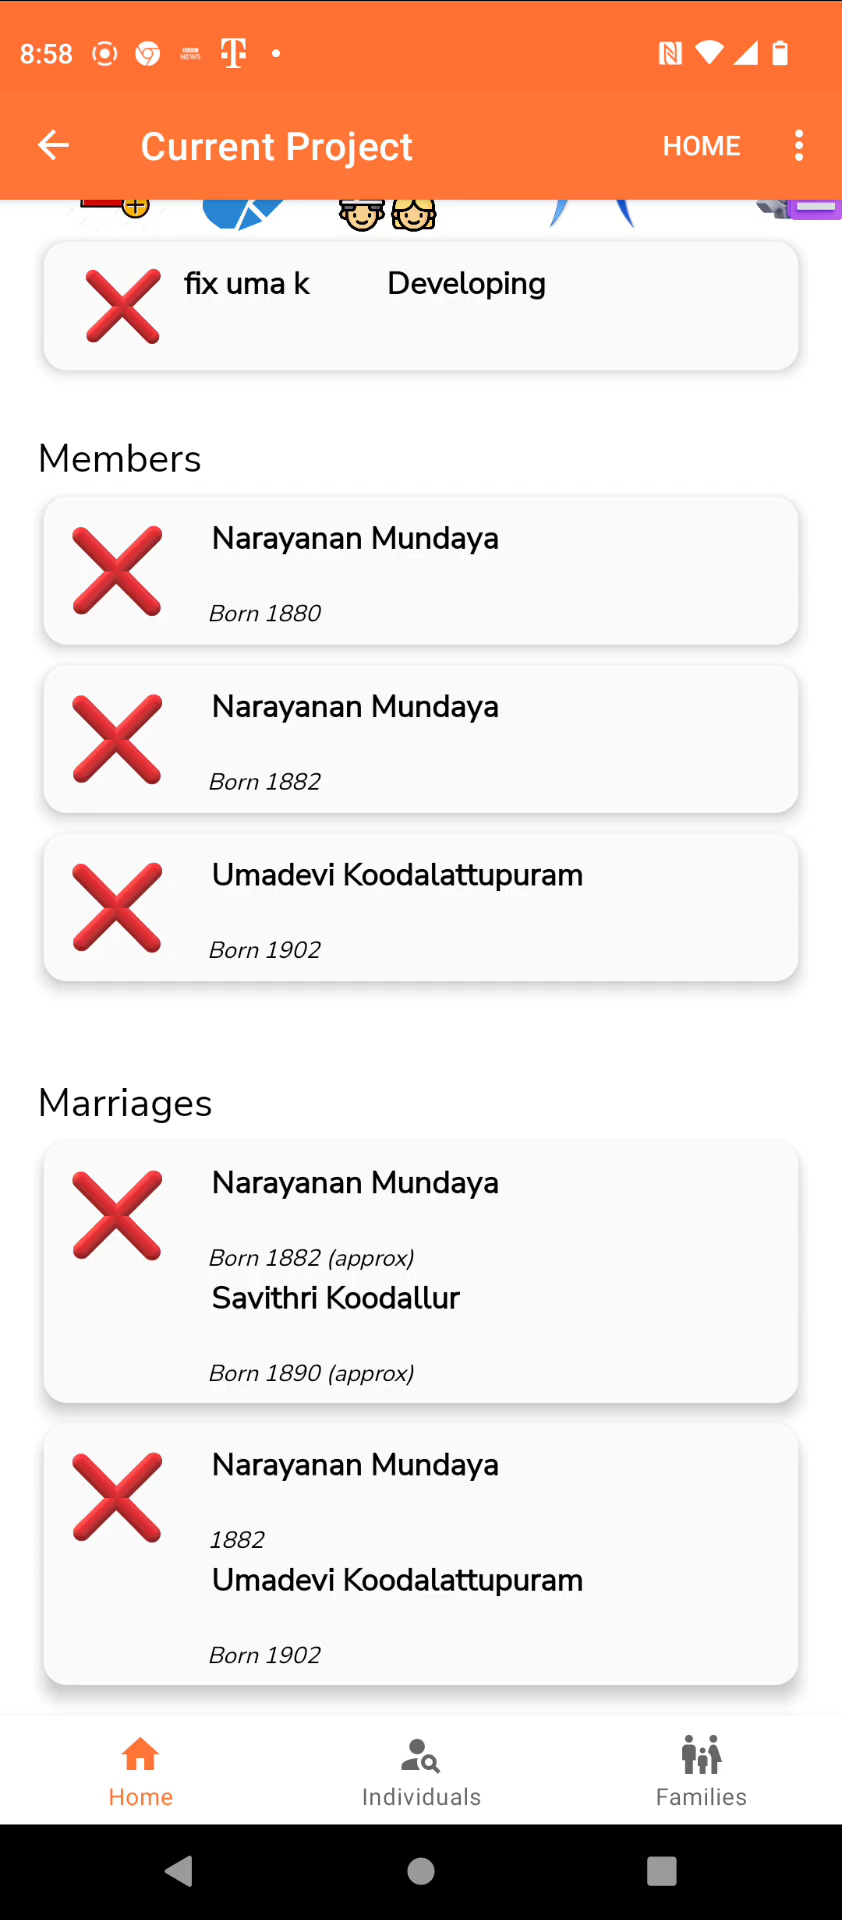 8:58 BBC NEWS T
Current Project HOME
fix uma k Developing
Members
Narayanan Mundaya
Born 1880
Narayanan Mundaya
Born 1882
Umadevi Koodalattupuram
Born 1902
Marriages
Narayanan Mundaya
Born 1882 (approx)
Savithri Koodallur
Born 1890 (approx)
Narayanan Mundaya
1882
Umadevi Koodalattupuram
Born 1902
Home Individuals Families